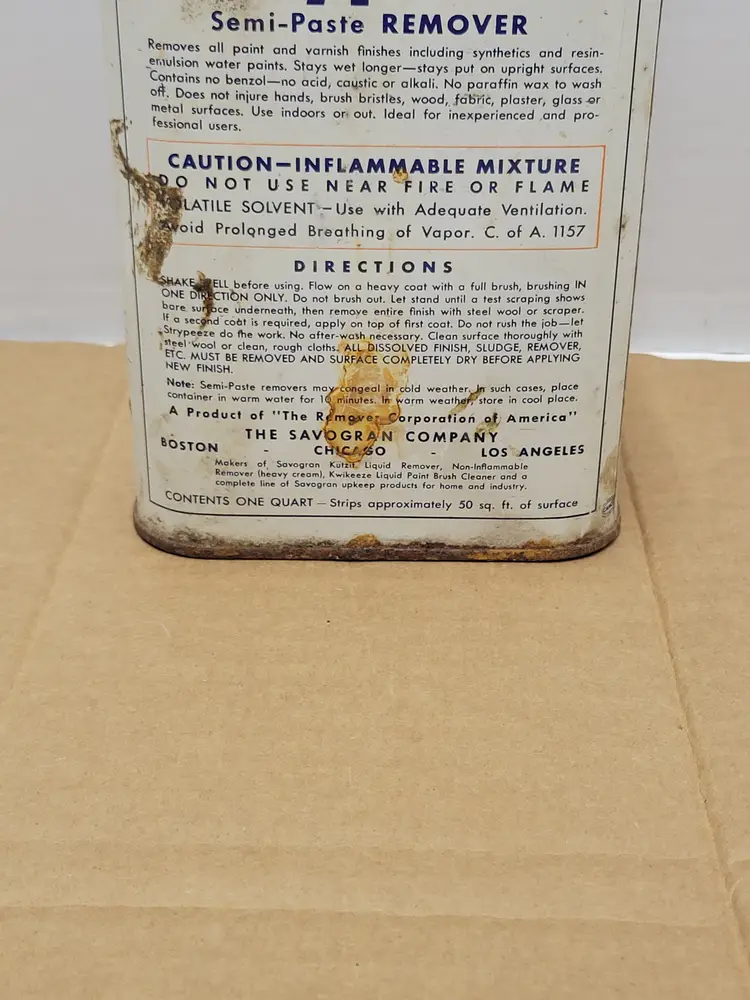 Semi-Paste REMOVER
Removes all paint and varnish finishes including synthetics and resin-
emulsion water paints. Stays wet longer—stays put on upright surfaces.
Contains no benzol—no acid, caustic or alkali. No paraffin wax to wash
off. Does not injure hands, brush bristles, wood, fabric, plaster, glass or
metal surfaces. Use indoors or out. Ideal for inexperienced and pro-
fessional users.
CAUTION—INFLAMMABLE MIXTURE
DO NOT USE NEAR FIRE OR FLAME
VOLATILE SOLVENT—Use with Adequate Ventilation.
Avoid Prolonged Breathing of Vapor. C. of A. 1157
DIRECTIONS
SHAKE WELL before using. Flow on a heavy coat with a full brush, brushing IN
ONE DIRECTION ONLY. Do not brush out. Let stand until a test scraping shows
bare surface underneath, then remove entire finish with steel wool or scraper.
If a second coat is required, apply on top of first coat. Do not rush the job—let
Strypeeze do the work. No after-wash necessary. Clean surface thoroughly with
steel wool or clean, rough cloths. ALL DISSOLVED FINISH, SLUDGE, REMOVER,
ETC. MUST BE REMOVED AND SURFACE COMPLETELY DRY BEFORE APPLYING
NEW FINISH.
Note: Semi-Paste removers may congeal in cold weather. In such cases, place
container in warm water for 10 minutes. In warm weather, store in cool place.
A Product of "The Remover Corporation of America"
THE SAVOGRAN COMPANY
BOSTON - CHICAGO - LOS ANGELES
Makers of Savogran Kutzit Liquid Remover, Non-Inflammable
Remover (heavy cream), Kwikeeze Liquid Paint Brush Cleaner and a
complete line of Savogran upkeep products for home and industry.
CONTENTS ONE QUART—Strips approximately 50 sq. ft. of surface